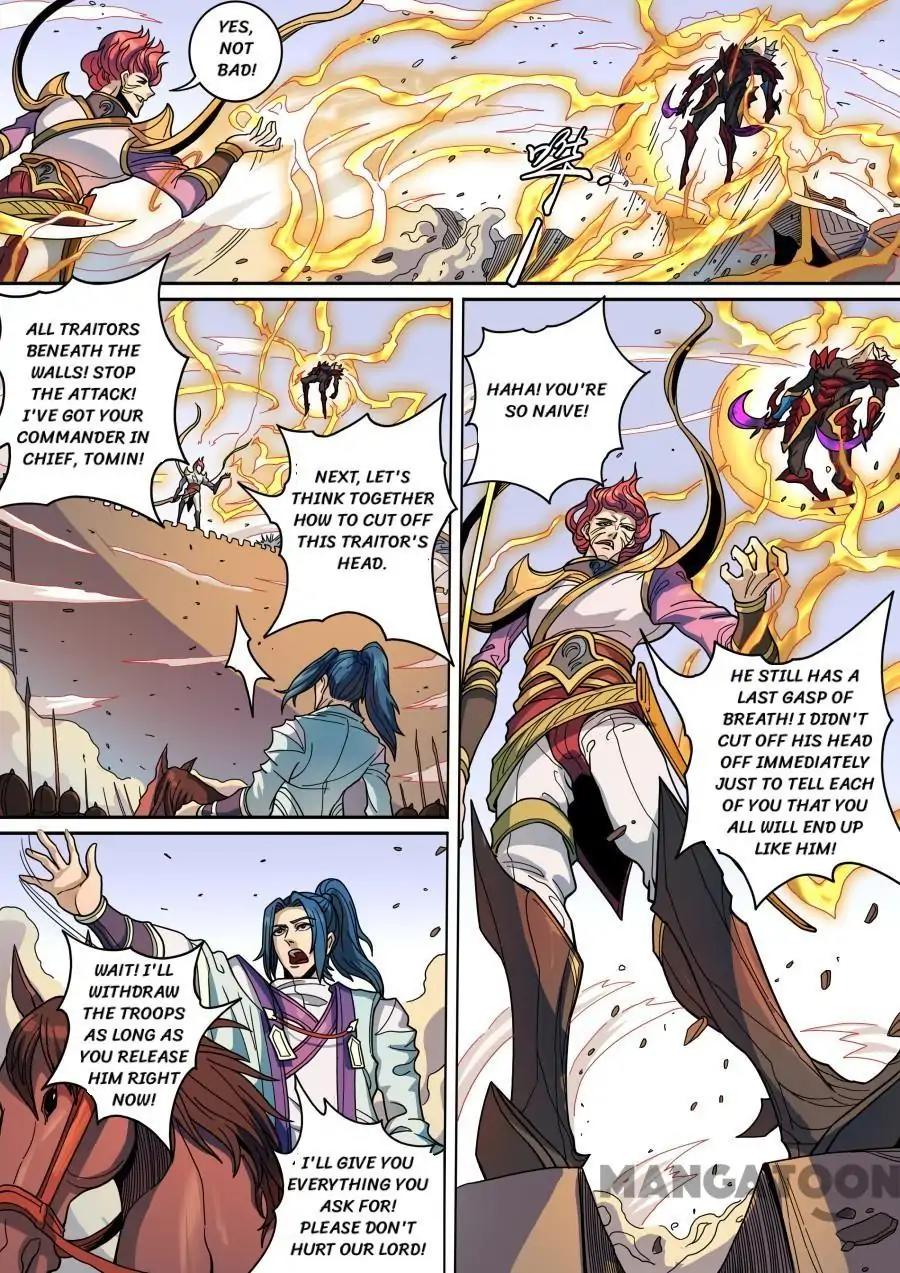 YES,
NOT
BAD!
哗
ALL TRAITORS
BENEATH THE
WALLS! STOP
THE ATTACK!
I'VE GOT YOUR
COMMANDER IN
CHIEF, TOMIN!
NEXT, LET'S
THINK TOGETHER
HOW TO CUT OFF
THIS TRAITOR'S
HEAD.
WAIT! I'LL
WITHDRAW
THE TROOPS
AS LONG AS
YOU RELEASE
HIM RIGHT
NOW!
I'LL GIVE YOU
EVERYTHING YOU
ASK FOR!
PLEASE DON'T
HURT OUR LORD!
HAHA! YOU'RE
SO NAIVE!
HE STILL HAS A
LAST GASP OF
BREATH! I DIDN'T
CUT OFF HIS HEAD
OFF IMMEDIATELY
JUST TO TELL EACH
OF YOU THAT YOU
ALL WILL END UP
LIKE HIM!
MANGATOON